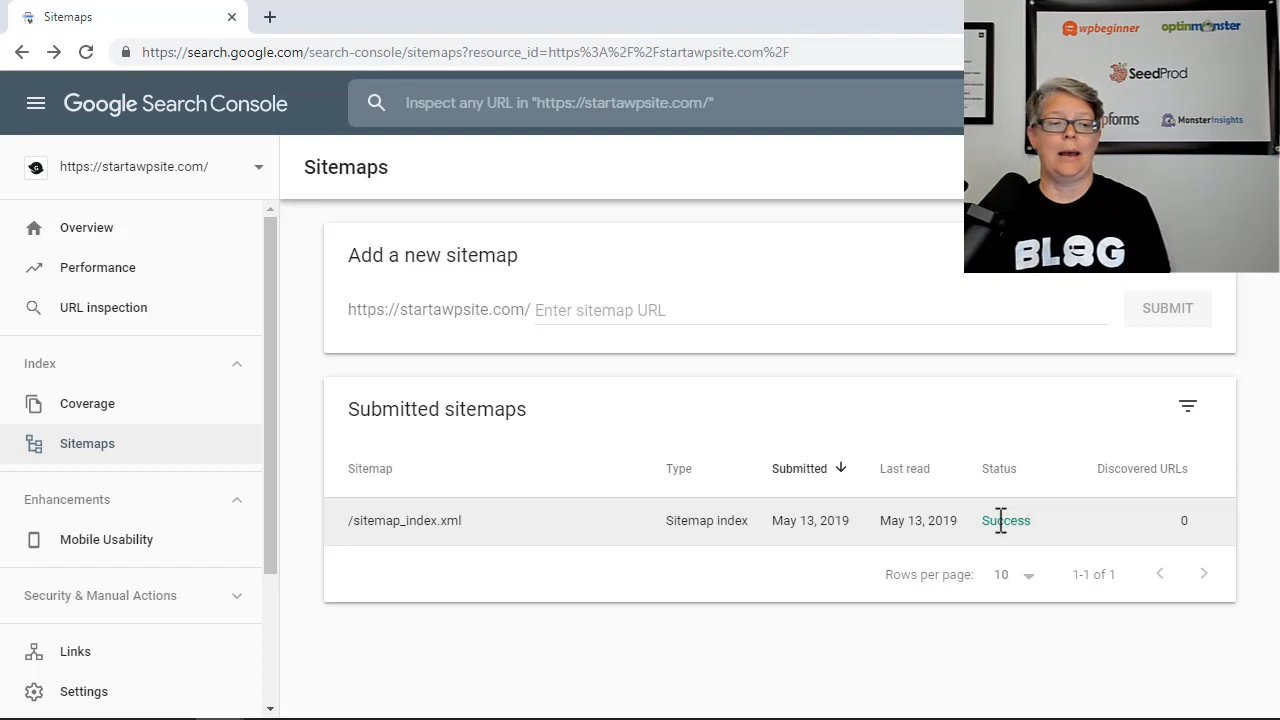 Sitemaps
https://search.google.com/search-console/sitemaps?resource_id=https%3A%2F%2Fstartawpsite.com%2F
Google Search Console
Inspect any URL in "https://startawpsite.com/"
wpbeginner
optinmonster
SeedProd
pforms
MonsterInsights
BLOG
https://startawpsite.com/
Sitemaps
Overview
Performance
URL inspection
Index
Coverage
Sitemaps
Enhancements
Mobile Usability
Security & Manual Actions
Links
Settings
Add a new sitemap
https://startawpsite.com/ Enter sitemap URL
SUBMIT
Submitted sitemaps
Sitemap Type Submitted Last read Status Discovered URLs
/sitemap_index.xml Sitemap index May 13, 2019 May 13, 2019 Success 0
Rows per page: 10 1-1 of 1